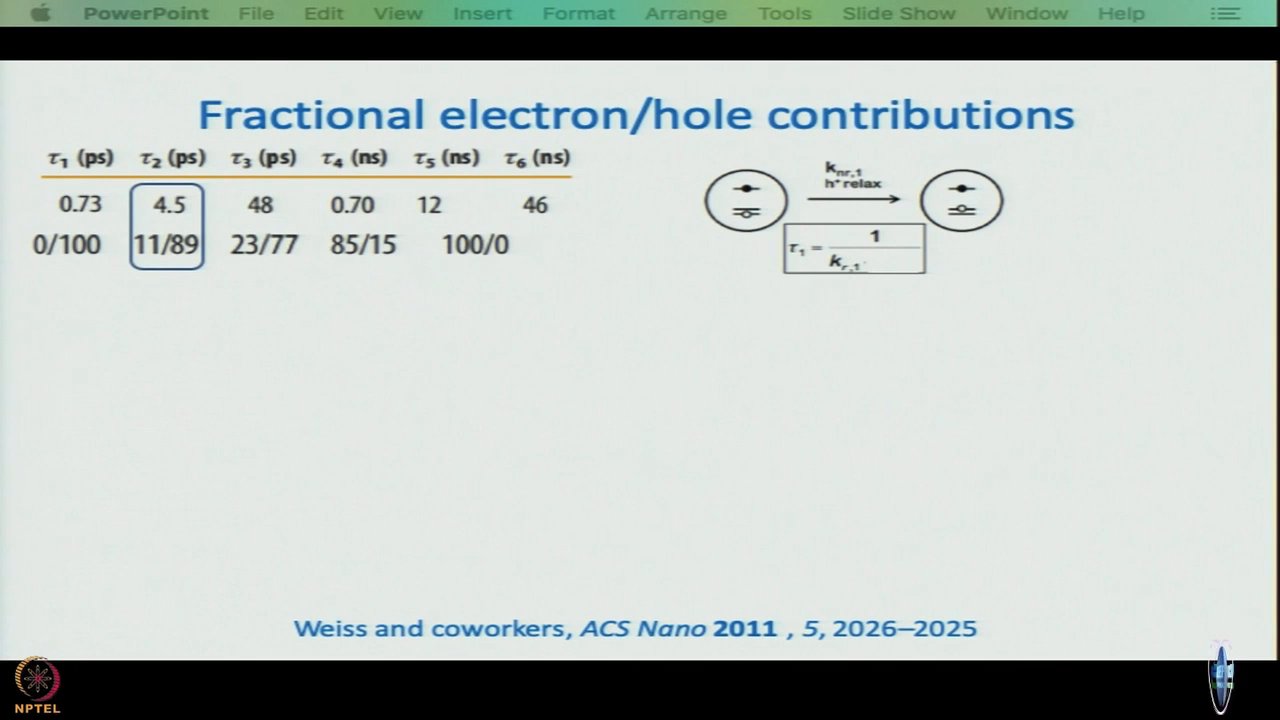 PowerPoint File Edit View Insert Format Arrange Tools Slide Show Window Help
Fractional electron/hole contributions
τ₁ (ps) τ₂ (ps) τ₃ (ps) τ₄ (ns) τ₅ (ns) τ₆ (ns)
0.73 4.5 48 0.70 12 46
0/100 11/89 23/77 85/15 100/0
k_nr,1
h⁺relax
τ₁ = 1 / k_r,1
Weiss and coworkers, ACS Nano 2011 , 5, 2026–2025
NPTEL